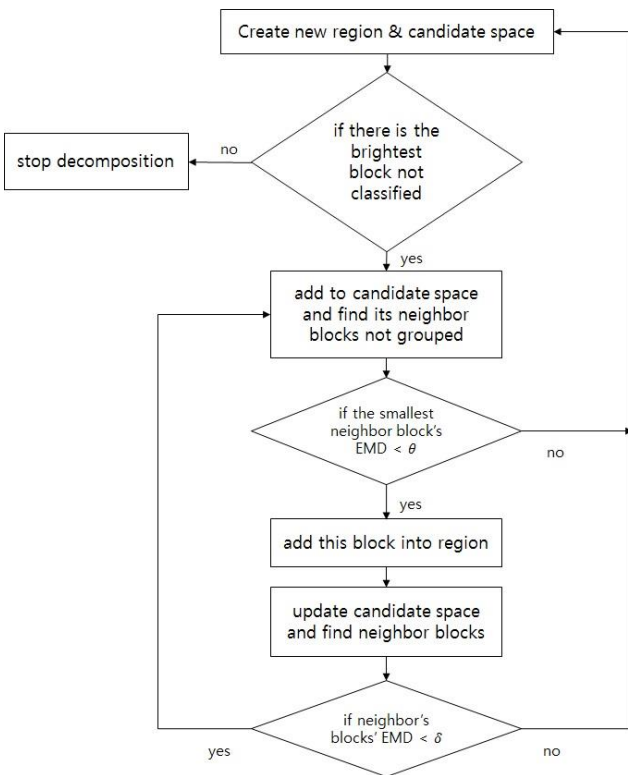 Create new region & candidate space
if there is the
brightest
block not
classified
no
stop decomposition
yes
add to candidate space
and find its neighbor
blocks not grouped
if the smallest
neighbor block's
EMD < θ
no
yes
add this block into region
update candidate space
and find neighbor blocks
if neighbor's
blocks' EMD < δ
yes
no